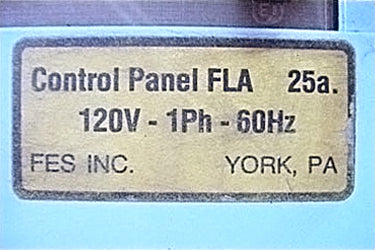 Control Panel FLA 25a.
120V - 1Ph - 60Hz
FES INC. YORK, PA